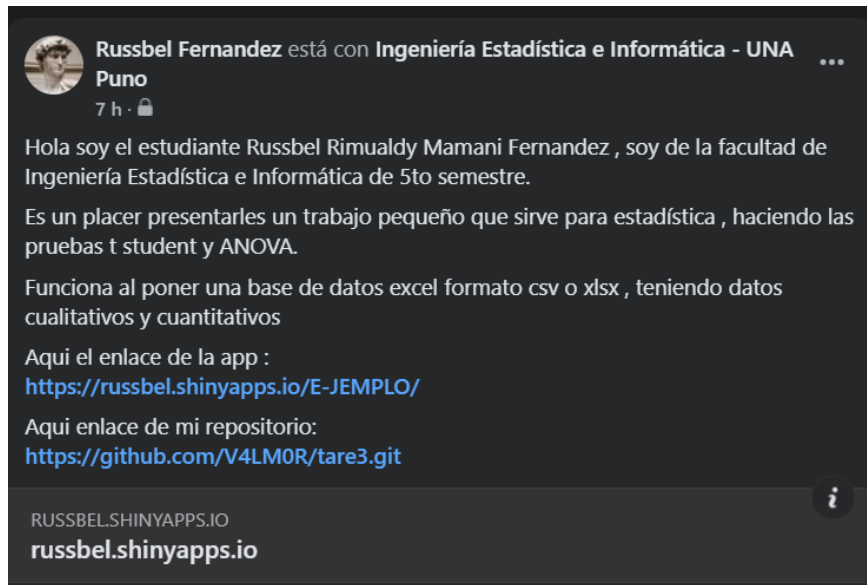 Russbel Fernandez está con Ingeniería Estadística e Informática - UNA
Puno
7 h ·
Hola soy el estudiante Russbel Rimualdy Mamani Fernandez , soy de la facultad de
Ingeniería Estadística e Informática de 5to semestre.
Es un placer presentarles un trabajo pequeño que sirve para estadística , haciendo las
pruebas t student y ANOVA.
Funciona al poner una base de datos excel formato csv o xlsx , teniendo datos
cualitativos y cuantitativos
Aqui el enlace de la app :
https://russbel.shinyapps.io/E-JEMPLO/
Aqui enlace de mi repositorio:
https://github.com/V4LM0R/tare3.git
RUSSBEL.SHINYAPPS.IO
russbel.shinyapps.io